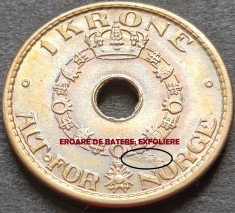 1 KRONE
EROARE DE BATERE; EXFOLIERE
ALT·FOR NORGE